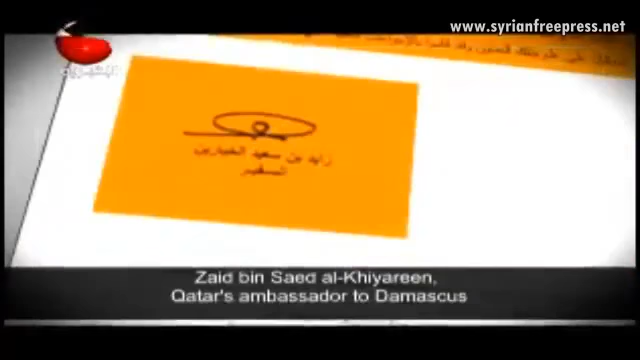 www.syrianfreepress.net
زايد بن سعيد الخيارين
السفير
Zaid bin Saed al-Khiyareen,
Qatar's ambassador to Damascus